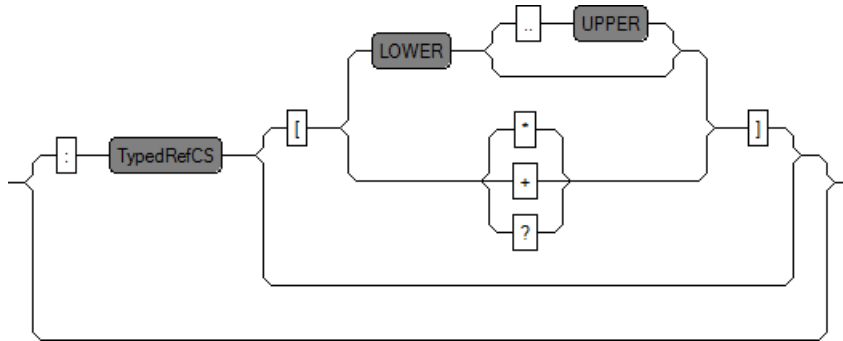 .. UPPER
LOWER
[ * ]
: TypedRefCS
+
?